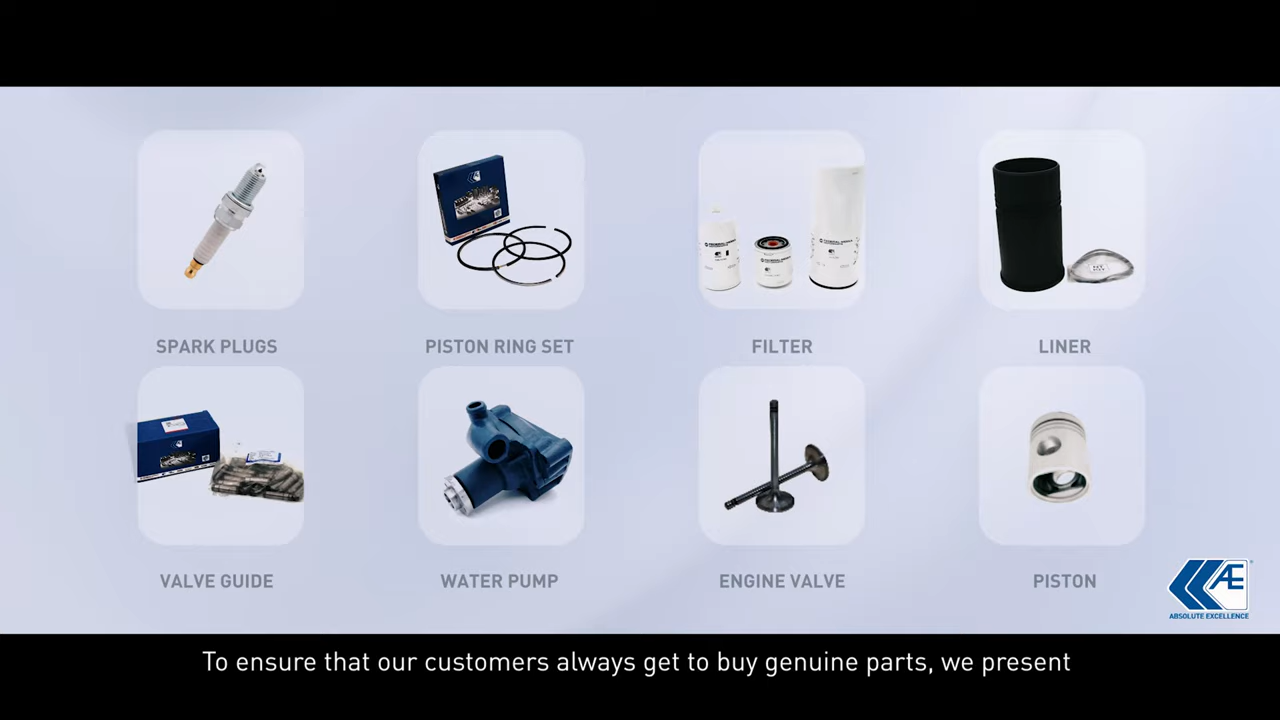 SPARK PLUGS
PISTON RING SET
FILTER
LINER
VALVE GUIDE
WATER PUMP
ENGINE VALVE
PISTON
Æ
ABSOLUTE EXCELLENCE
To ensure that our customers always get to buy genuine parts, we present